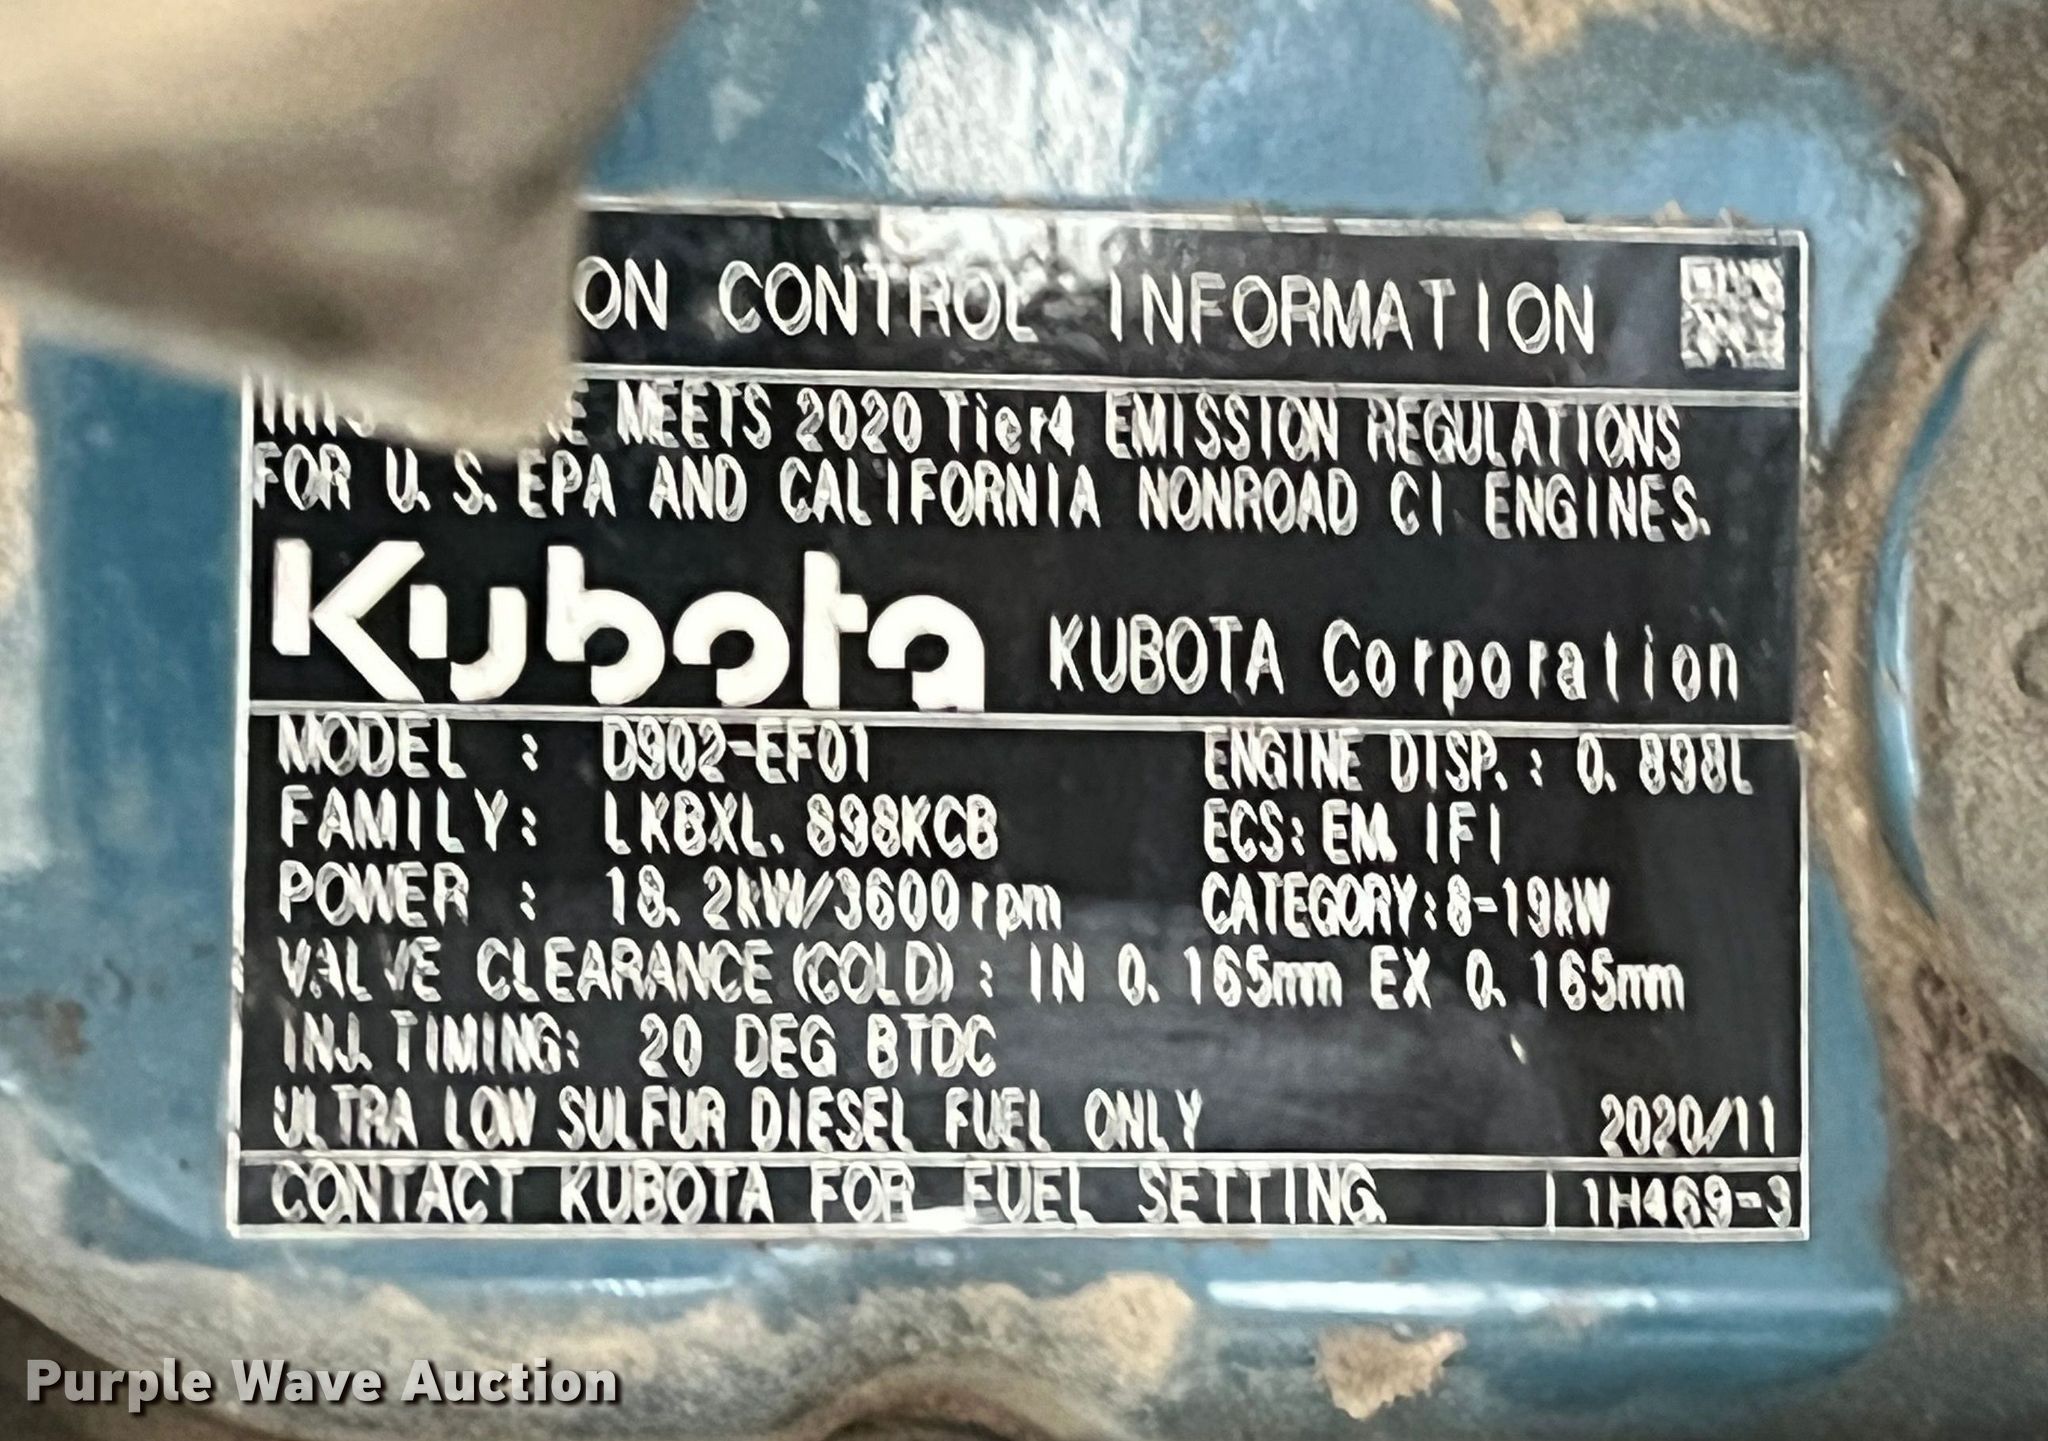 ON CONTROL INFORMATION
THIS MEETS 2020 Tier4 EMISSION REGULATIONS
FOR U.S. EPA AND CALIFORNIA NONROAD CI ENGINES.
Kubota KUBOTA Corporation
MODEL : D902-EF01 ENGINE DISP. : 0.898L
FAMILY: LKBXL.898KCB ECS: EM IFI
POWER : 18.2kW/3600rpm CATEGORY:8-19kW
VALVE CLEARANCE(COLD): IN 0.165mm EX 0.165mm
INJ. TIMING: 20 DEG BTDC
ULTRA LOW SULFUR DIESEL FUEL ONLY 2020/11
CONTACT KUBOTA FOR FUEL SETTING. 1H469-3
Purple Wave Auction